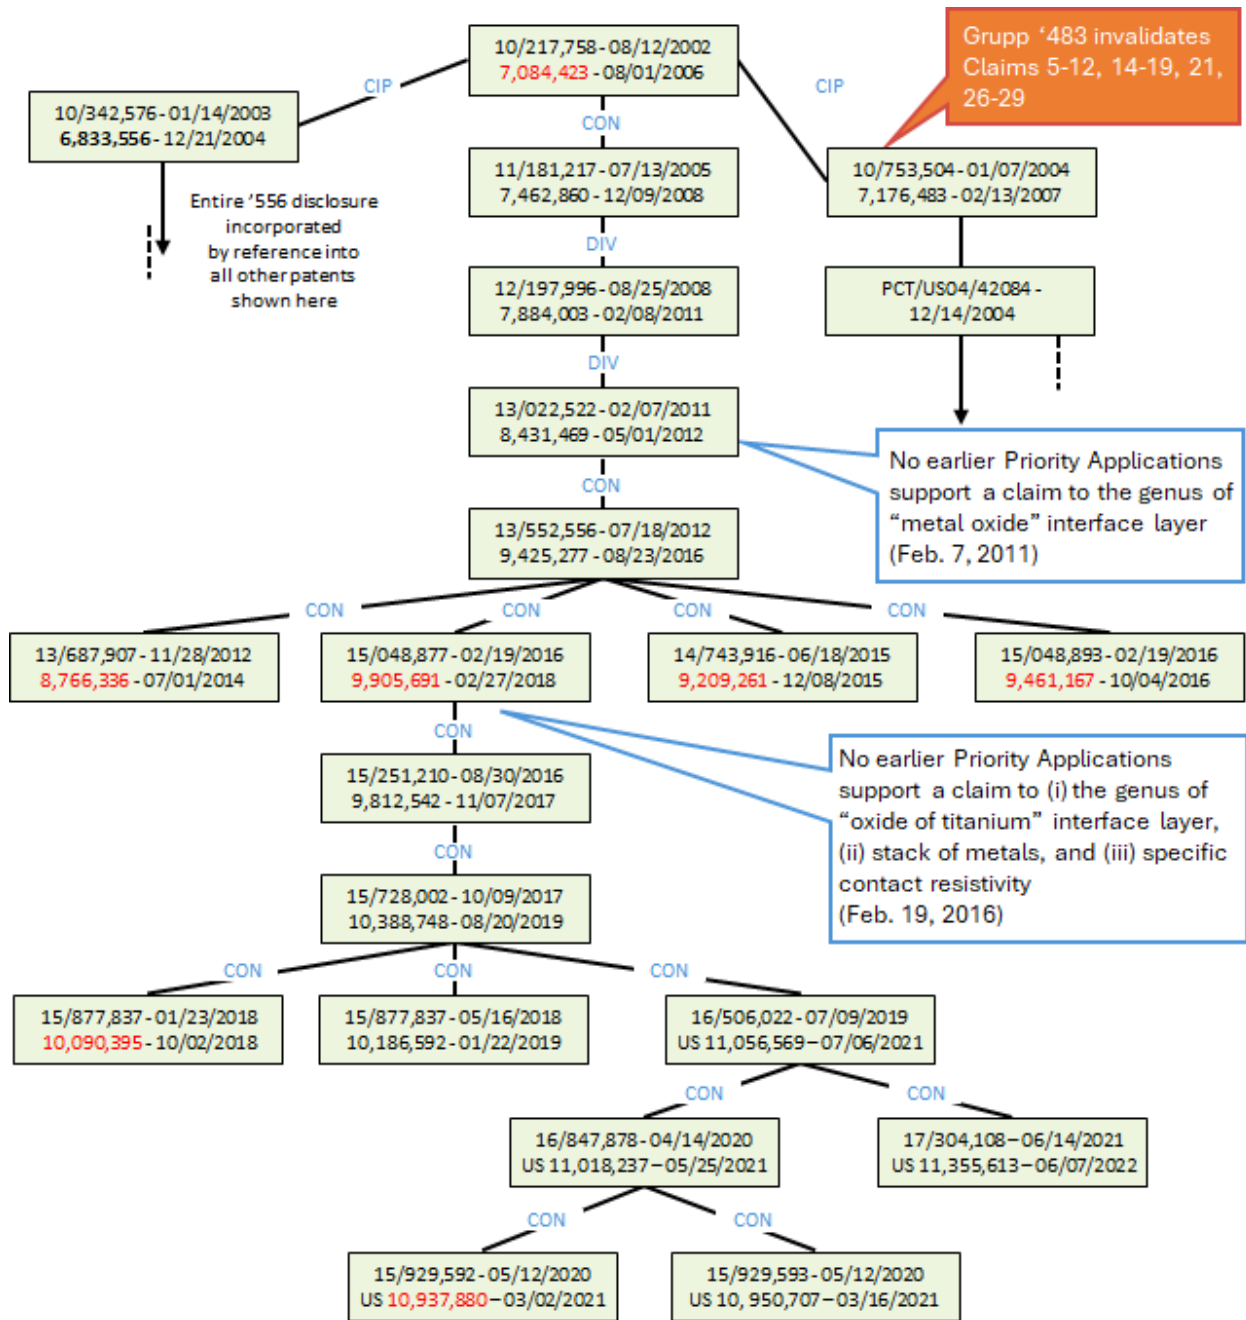 10/217,758 - 08/12/2002
7,084,423 - 08/01/2006
Grupp ‘483 invalidates
Claims 5-12, 14-19, 21,
26-29
CIP
CIP
10/342,576 - 01/14/2003
6,833,556 - 12/21/2004
CON
11/181,217 - 07/13/2005
7,462,860 - 12/09/2008
10/753,504 - 01/07/2004
7,176,483 - 02/13/2007
Entire ’556 disclosure
incorporated
by reference into
all other patents
shown here
DIV
12/197,996 - 08/25/2008
7,884,003 - 02/08/2011
PCT/US04/42084 -
12/14/2004
DIV
13/022,522 - 02/07/2011
8,431,469 - 05/01/2012
No earlier Priority Applications
support a claim to the genus of
“metal oxide” interface layer
(Feb. 7, 2011)
CON
13/552,556 - 07/18/2012
9,425,277 - 08/23/2016
CON
CON
CON
CON
13/687,907 - 11/28/2012
8,766,336 - 07/01/2014
15/048,877 - 02/19/2016
9,905,691 - 02/27/2018
14/743,916 - 06/18/2015
9,209,261 - 12/08/2015
15/048,893 - 02/19/2016
9,461,167 - 10/04/2016
CON
No earlier Priority Applications
support a claim to (i) the genus of
“oxide of titanium” interface layer,
(ii) stack of metals, and (iii) specific
contact resistivity
(Feb. 19, 2016)
15/251,210 - 08/30/2016
9,812,542 - 11/07/2017
CON
15/728,002 - 10/09/2017
10,388,748 - 08/20/2019
CON
CON
CON
15/877,837 - 01/23/2018
10,090,395 - 10/02/2018
15/877,837 - 05/16/2018
10,186,592 - 01/22/2019
16/506,022 - 07/09/2019
US 11,056,569 – 07/06/2021
CON
CON
16/847,878 - 04/14/2020
US 11,018,237 – 05/25/2021
17/304,108 – 06/14/2021
US 11,355,613 – 06/07/2022
CON
CON
15/929,592 - 05/12/2020
US 10,937,880 – 03/02/2021
15/929,593 - 05/12/2020
US 10, 950,707 – 03/16/2021